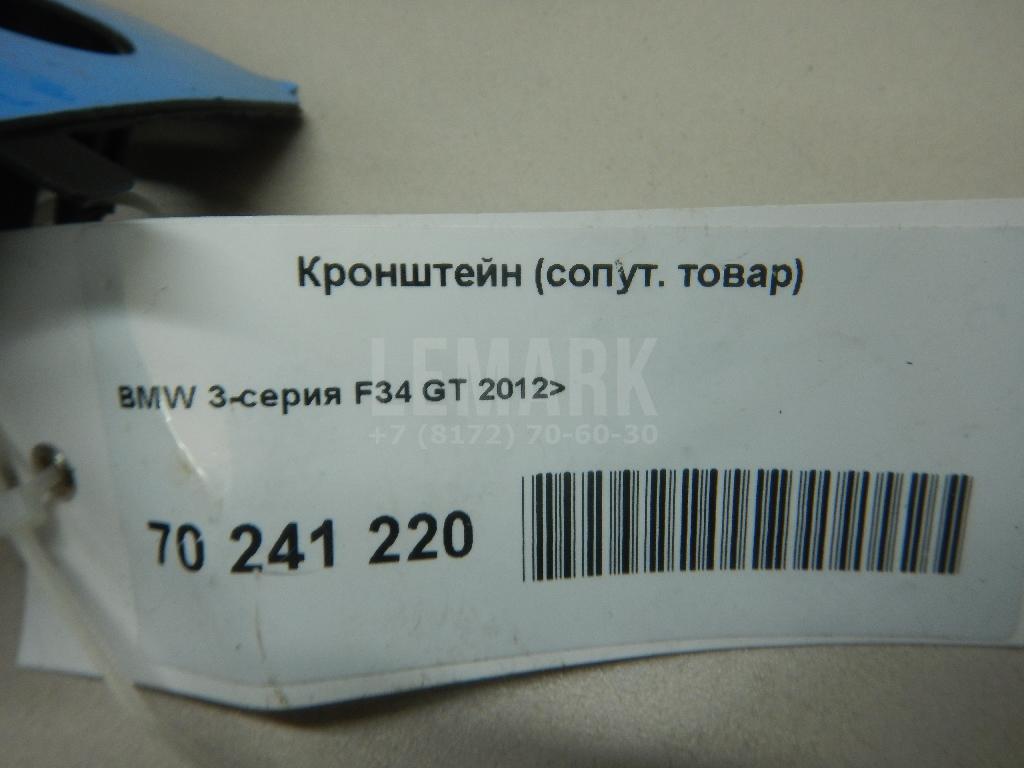 Кронштейн (сопут. товар)
LEMARK
BMW 3-серия F34 GT 2012>
+7 (8172) 70-60-30
70 241 220